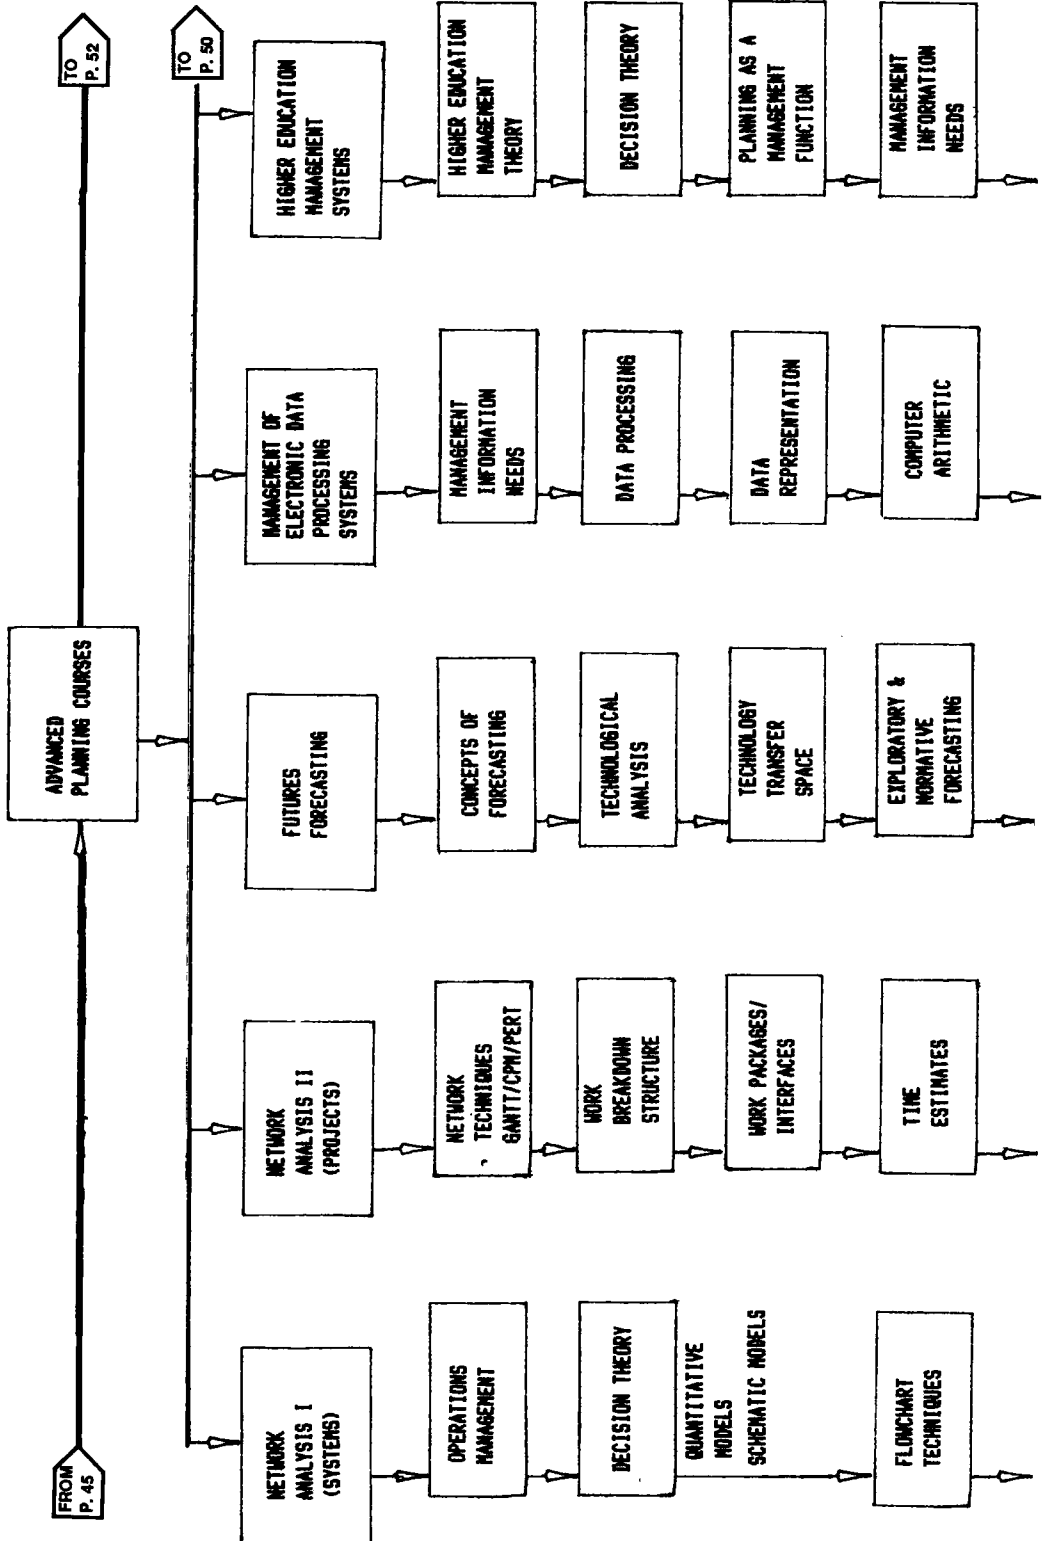 FROM
P. 45
ADVANCED
PLANNING COURSES
TO
P. 52
TO
P. 50
NETWORK
ANALYSIS I
(SYSTEMS)
OPERATIONS
MANAGEMENT
DECISION THEORY
QUANTITATIVE
MODELS
SCHEMATIC MODELS
FLOWCHART
TECHNIQUES
NETWORK
ANALYSIS II
(PROJECTS)
NETWORK
TECHNIQUES
GANTT/CPM/PERT
WORK
BREAKDOWN
STRUCTURE
WORK PACKAGES/
INTERFACES
TIME
ESTIMATES
FUTURES
FORECASTING
CONCEPTS OF
FORECASTING
TECHNOLOGICAL
ANALYSIS
TECHNOLOGY
TRANSFER
SPACE
EXPLORATORY &
NORMATIVE
FORECASTING
MANAGEMENT OF
ELECTRONIC DATA
PROCESSING
SYSTEMS
MANAGEMENT
INFORMATION
NEEDS
DATA PROCESSING
DATA
REPRESENTATION
COMPUTER
ARITHMETIC
HIGHER EDUCATION
MANAGEMENT
SYSTEMS
HIGHER EDUCATION
MANAGEMENT
THEORY
DECISION THEORY
PLANNING AS A
MANAGEMENT
FUNCTION
MANAGEMENT
INFORMATION
NEEDS